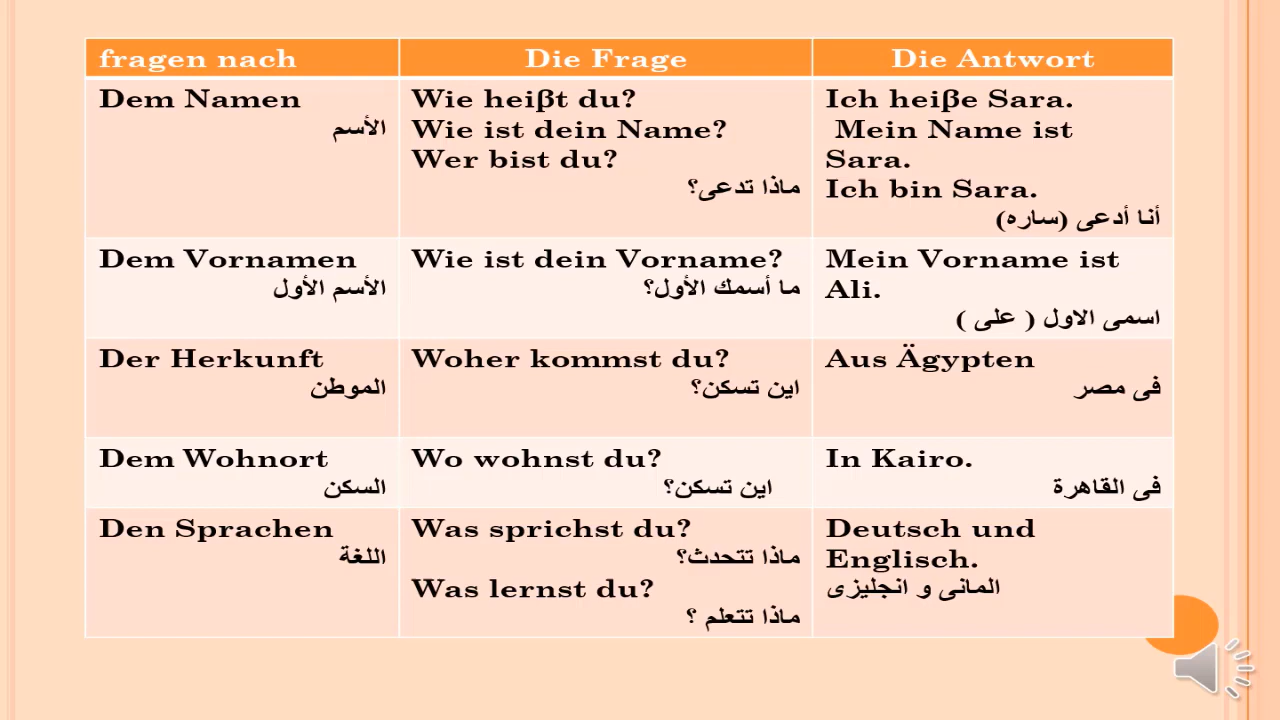 fragen nach
Die Frage
Die Antwort
Dem Namen
الأسم
Wie heiβt du?
Wie ist dein Name?
Wer bist du?
ماذا تدعى؟
Ich heiβe Sara.
Mein Name ist
Sara.
Ich bin Sara.
أنا أدعى (ساره)
Dem Vornamen
الأسم الأول
Wie ist dein Vorname?
ما أسمك الأول؟
Mein Vorname ist
Ali.
اسمى الاول ( على )
Der Herkunft
الموطن
Woher kommst du?
اين تسكن؟
Aus Ägypten
فى مصر
Dem Wohnort
السكن
Wo wohnst du?
اين تسكن؟
In Kairo.
فى القاهرة
Den Sprachen
اللغة
Was sprichst du?
ماذا تتحدث؟
Was lernst du?
ماذا تتعلم ؟
Deutsch und
Englisch.
المانى و انجليزى